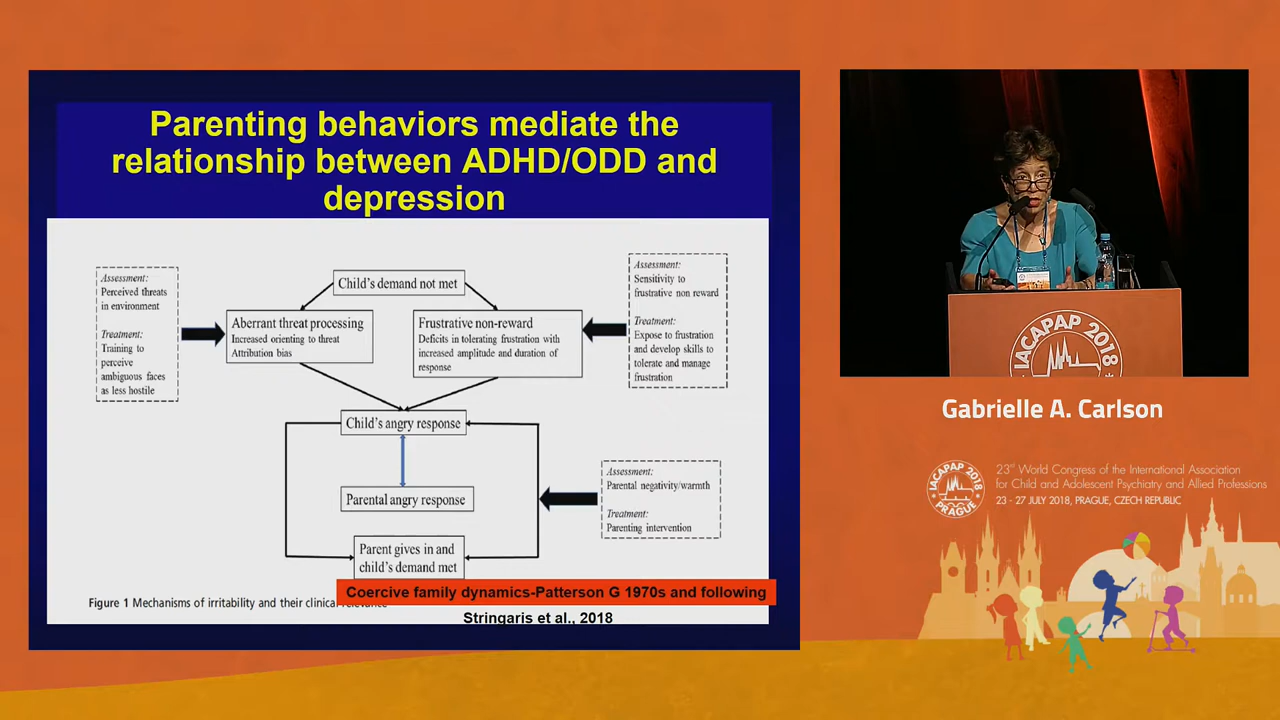 Parenting behaviors mediate the
relationship between ADHD/ODD and
depression
Assessment:
Perceived threats
in environment
Treatment:
Training to
perceive
ambiguous faces
as less hostile
Child's demand not met
Aberrant threat processing
Increased orienting to threat
Attribution bias
Frustrative non-reward
Deficits in tolerating frustration with
increased amplitude and duration of
response
Assessment:
Sensitivity to
frustrative non reward
Treatment:
Expose to frustration
and develop skills to
tolerate and manage
frustration
Child's angry response
Parental angry response
Parent gives in and
child's demand met
Assessment:
Parental negativity/warmth
Treatment:
Parenting intervention
Coercive family dynamics-Patterson G 1970s and following
Figure 1 Mechanisms of irritability and their clinical relevance
Stringaris et al., 2018
IACAPAP 2018
Gabrielle A. Carlson
IACAPAP 2018
PRAGUE
23rd World Congress of the International Association
for Child and Adolescent Psychiatry and Allied Professions
23 - 27 JULY 2018, PRAGUE, CZECH REPUBLIC